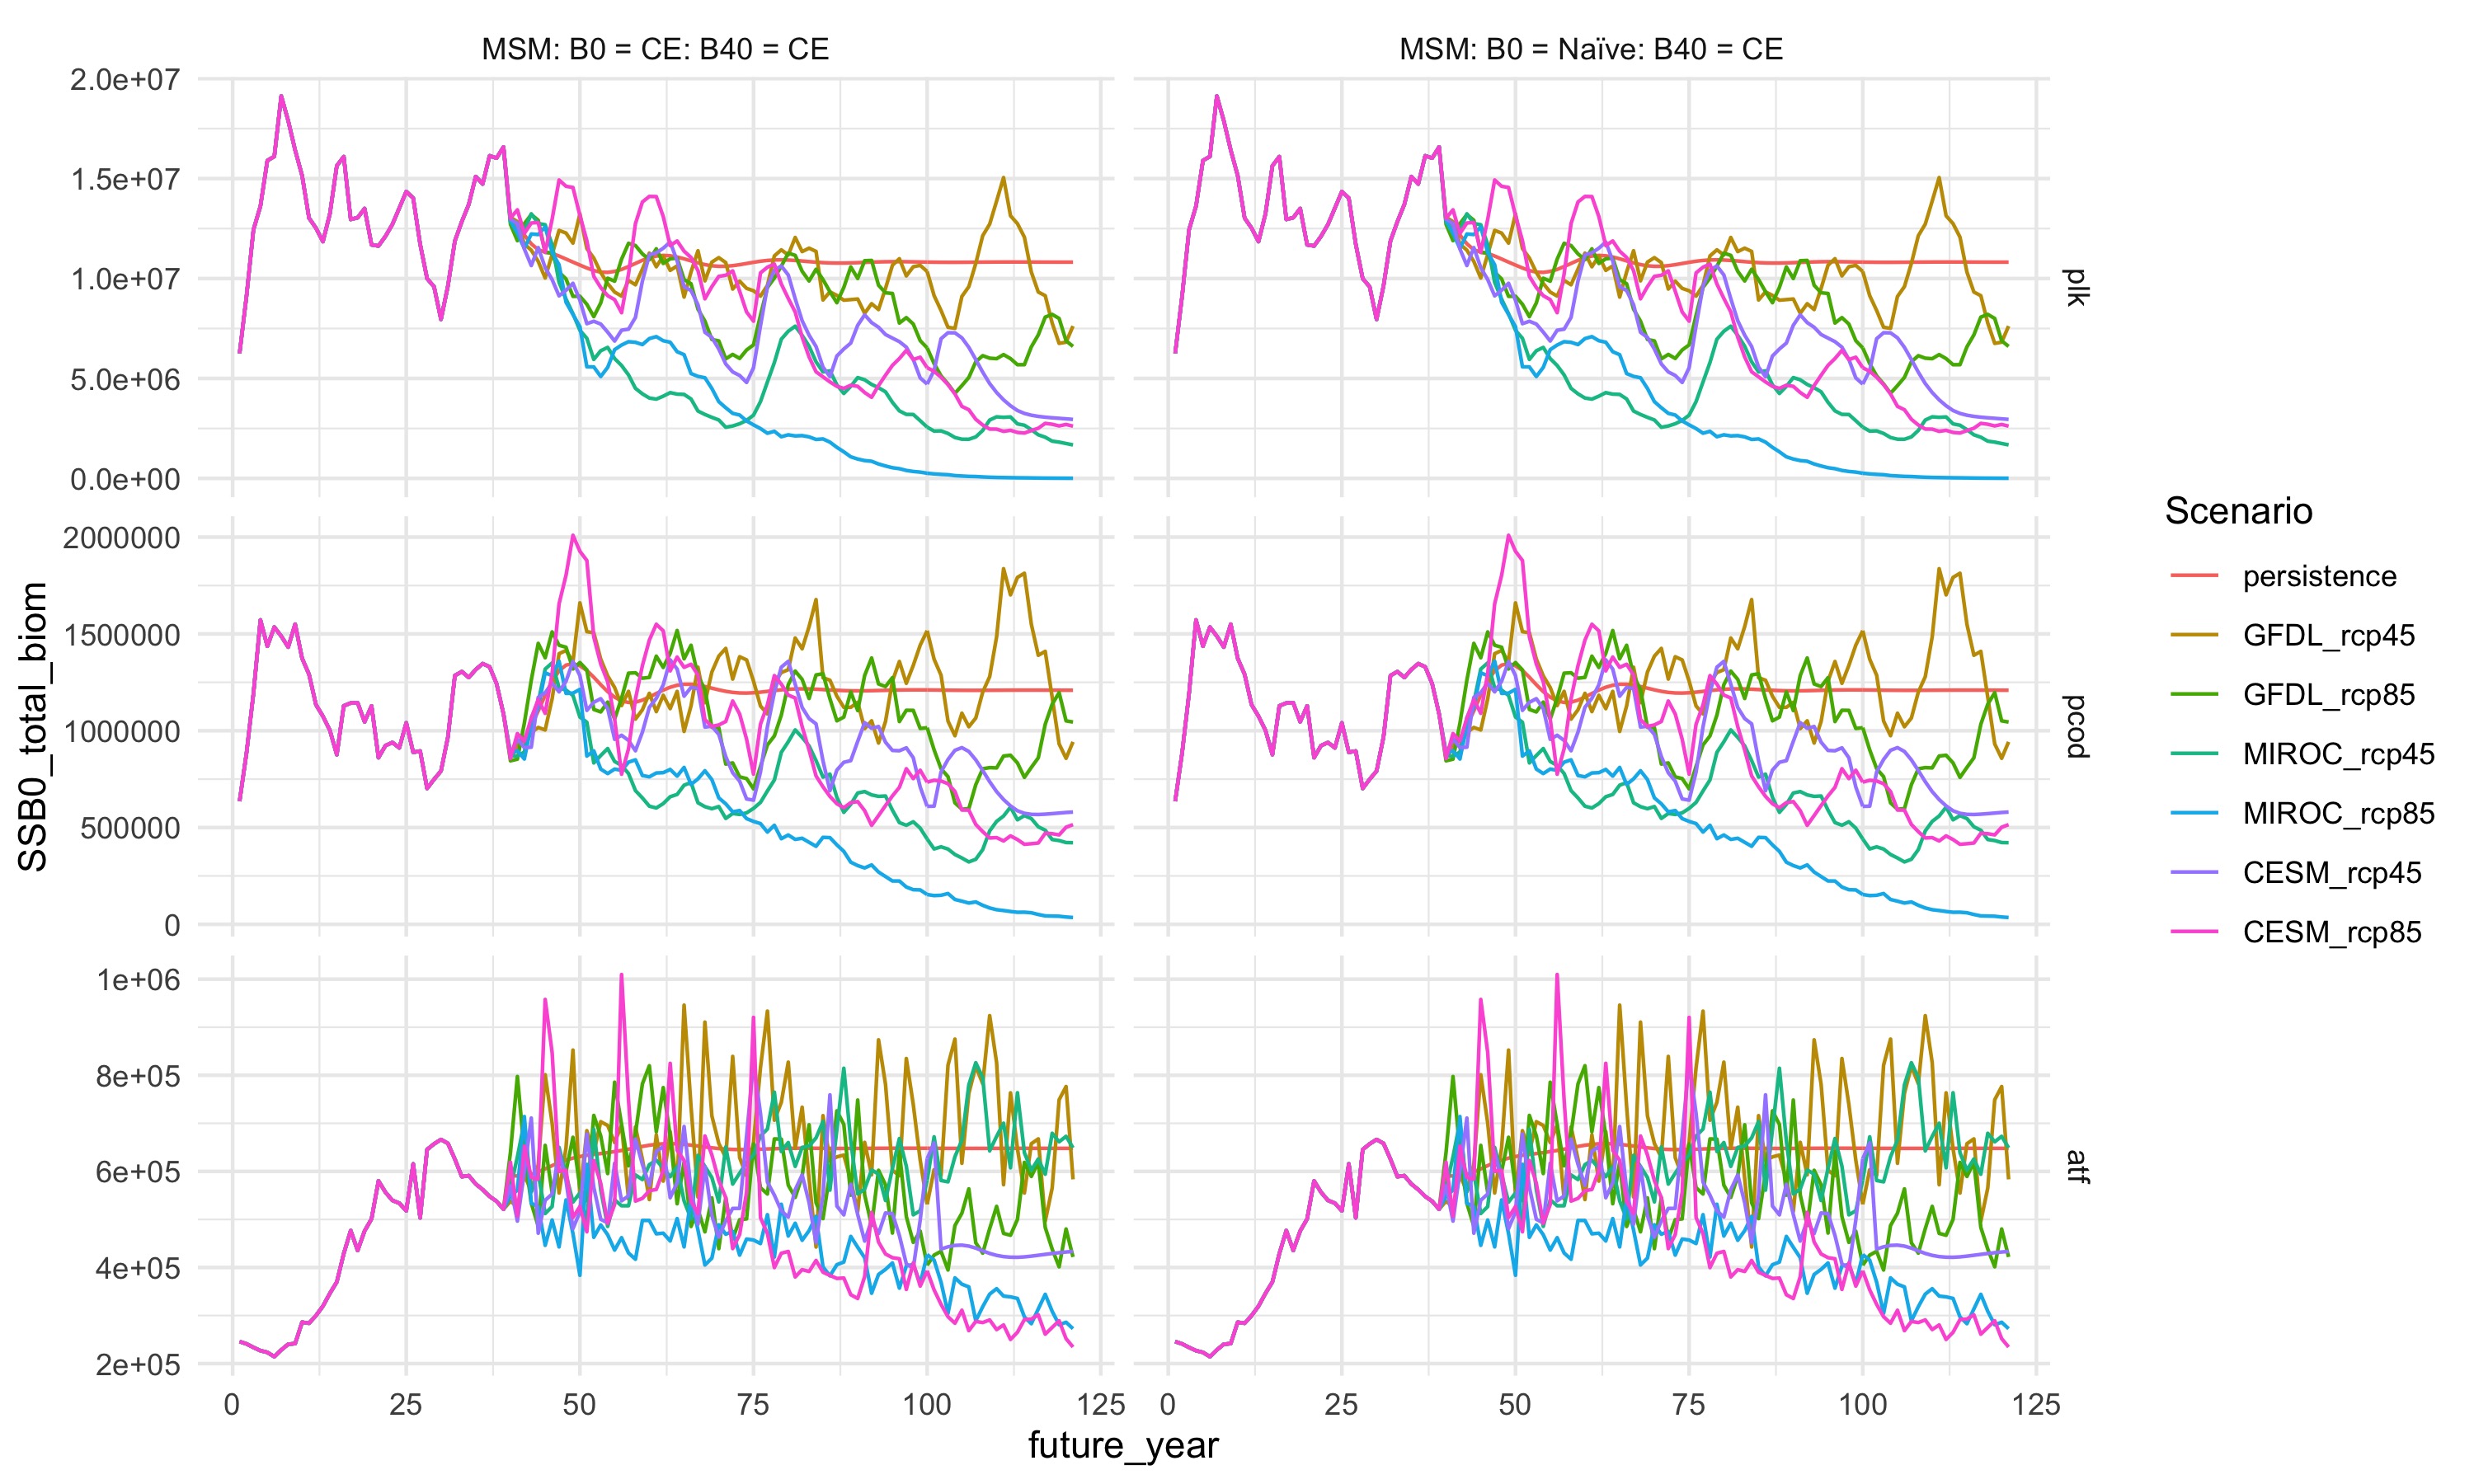 MSM: B0 = CE: B40 = CE
MSM: B0 = Naïve: B40 = CE
2.0e+07
1.5e+07
1.0e+07
5.0e+06
0.0e+00
plk
SSB0_total_biom
2000000
1500000
1000000
500000
0
pcod
1e+06
8e+05
6e+05
4e+05
2e+05
atf
0 25 50 75 100 125
0 25 50 75 100 125
future_year
Scenario
persistence
GFDL_rcp45
GFDL_rcp85
MIROC_rcp45
MIROC_rcp85
CESM_rcp45
CESM_rcp85